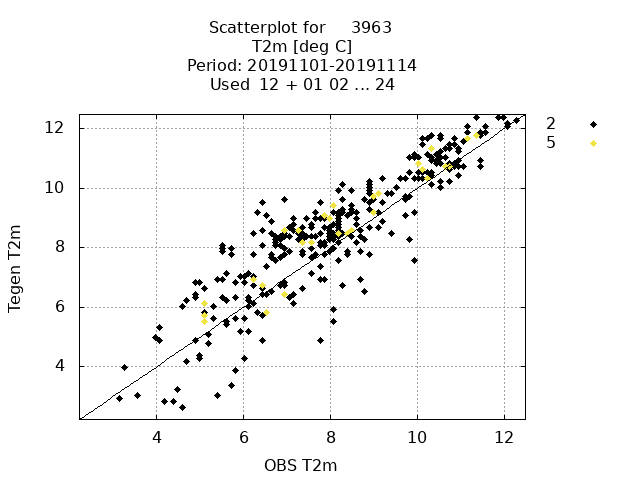 Scatterplot for 3963
T2m [deg C]
Period: 20191101-20191114
Used 12 + 01 02 ... 24
2
5
12
10
8
6
4
Tegen T2m
4 6 8 10 12
OBS T2m